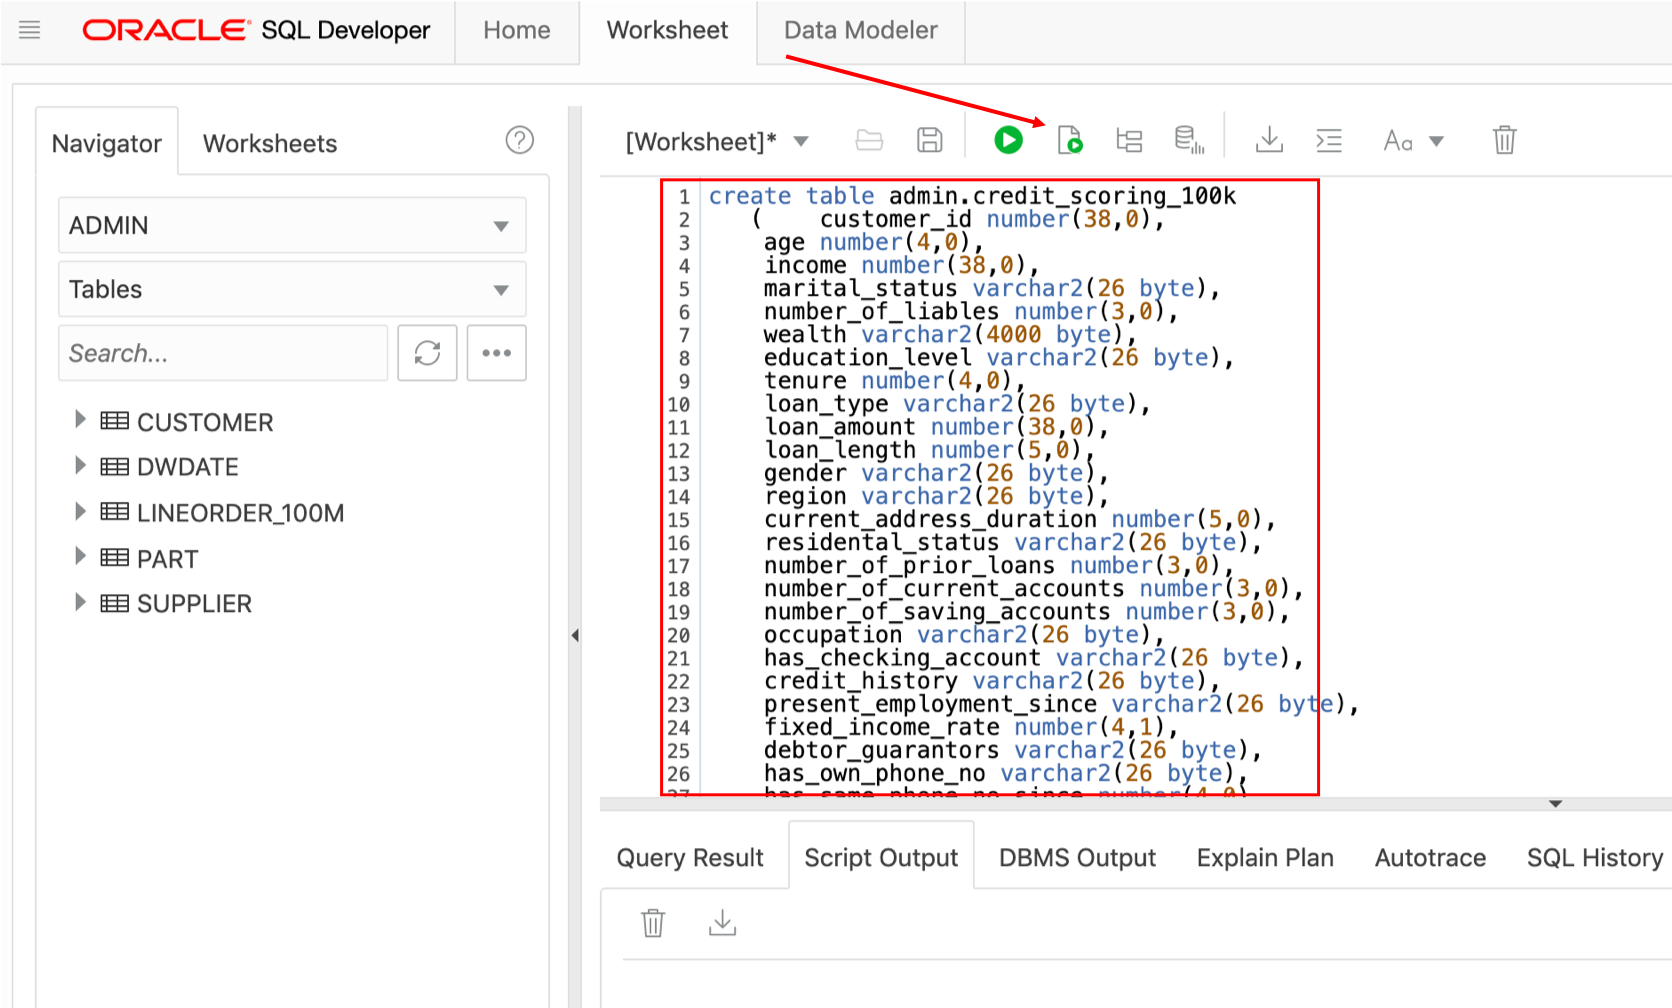 ORACLE SQL Developer
Home
Worksheet
Data Modeler
Navigator
Worksheets
?
ADMIN
Tables
Search...
CUSTOMER
DWDATE
LINEORDER_100M
PART
SUPPLIER
[Worksheet]*
Aa
1 create table admin.credit_scoring_100k
2 ( customer_id number(38,0),
3 age number(4,0),
4 income number(38,0),
5 marital_status varchar2(26 byte),
6 number_of_liables number(3,0),
7 wealth varchar2(4000 byte),
8 education_level varchar2(26 byte),
9 tenure number(4,0),
10 loan_type varchar2(26 byte),
11 loan_amount number(38,0),
12 loan_length number(5,0),
13 gender varchar2(26 byte),
14 region varchar2(26 byte),
15 current_address_duration number(5,0),
16 residental_status varchar2(26 byte),
17 number_of_prior_loans number(3,0),
18 number_of_current_accounts number(3,0),
19 number_of_saving_accounts number(3,0),
20 occupation varchar2(26 byte),
21 has_checking_account varchar2(26 byte),
22 credit_history varchar2(26 byte),
23 present_employment_since varchar2(26 byte),
24 fixed_income_rate number(4,1),
25 debtor_guarantors varchar2(26 byte),
26 has_own_phone_no varchar2(26 byte),
27 has_same_phone_no_since number(4,0)
Query Result
Script Output
DBMS Output
Explain Plan
Autotrace
SQL History